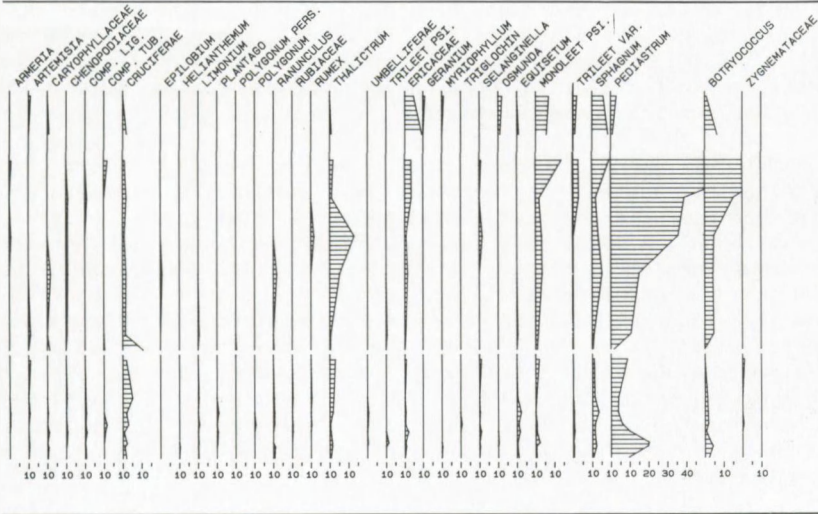 ARMERIA
ARTEMISIA
CARYOPHYLLACEAE
CHENOPODIACEAE
COMP. LIG.
COMP. TUB.
CRUCIFERAE
EPILOBIUM
HELIANTHEMUM
LIMONIUM
PLANTAGO
POLYGONUM PERS.
POLYGONUM
RANUNCULUS
RUBIACEAE
RUMEX
THALICTRUM
UMBELLIFERAE
TRILEET PSI.
ERICACEAE
GERANIUM
MYRIOPHYLLUM
TRIGLOCHIN
SELANGINELLA
OSMUNDA
EQUISETUM
MONOLEET PSI.
TRILEET VAR.
SPHAGNUM
PEDIASTRUM
BOTRYOCOCCUS
ZYGNEMATACEAE
10 10 10 10 10 10 10 10 10 10 10 10 10 10 10 10 10 10 10 10 10 10 10 10 10 10 10 10 10 10 10 20 30 40 10 10